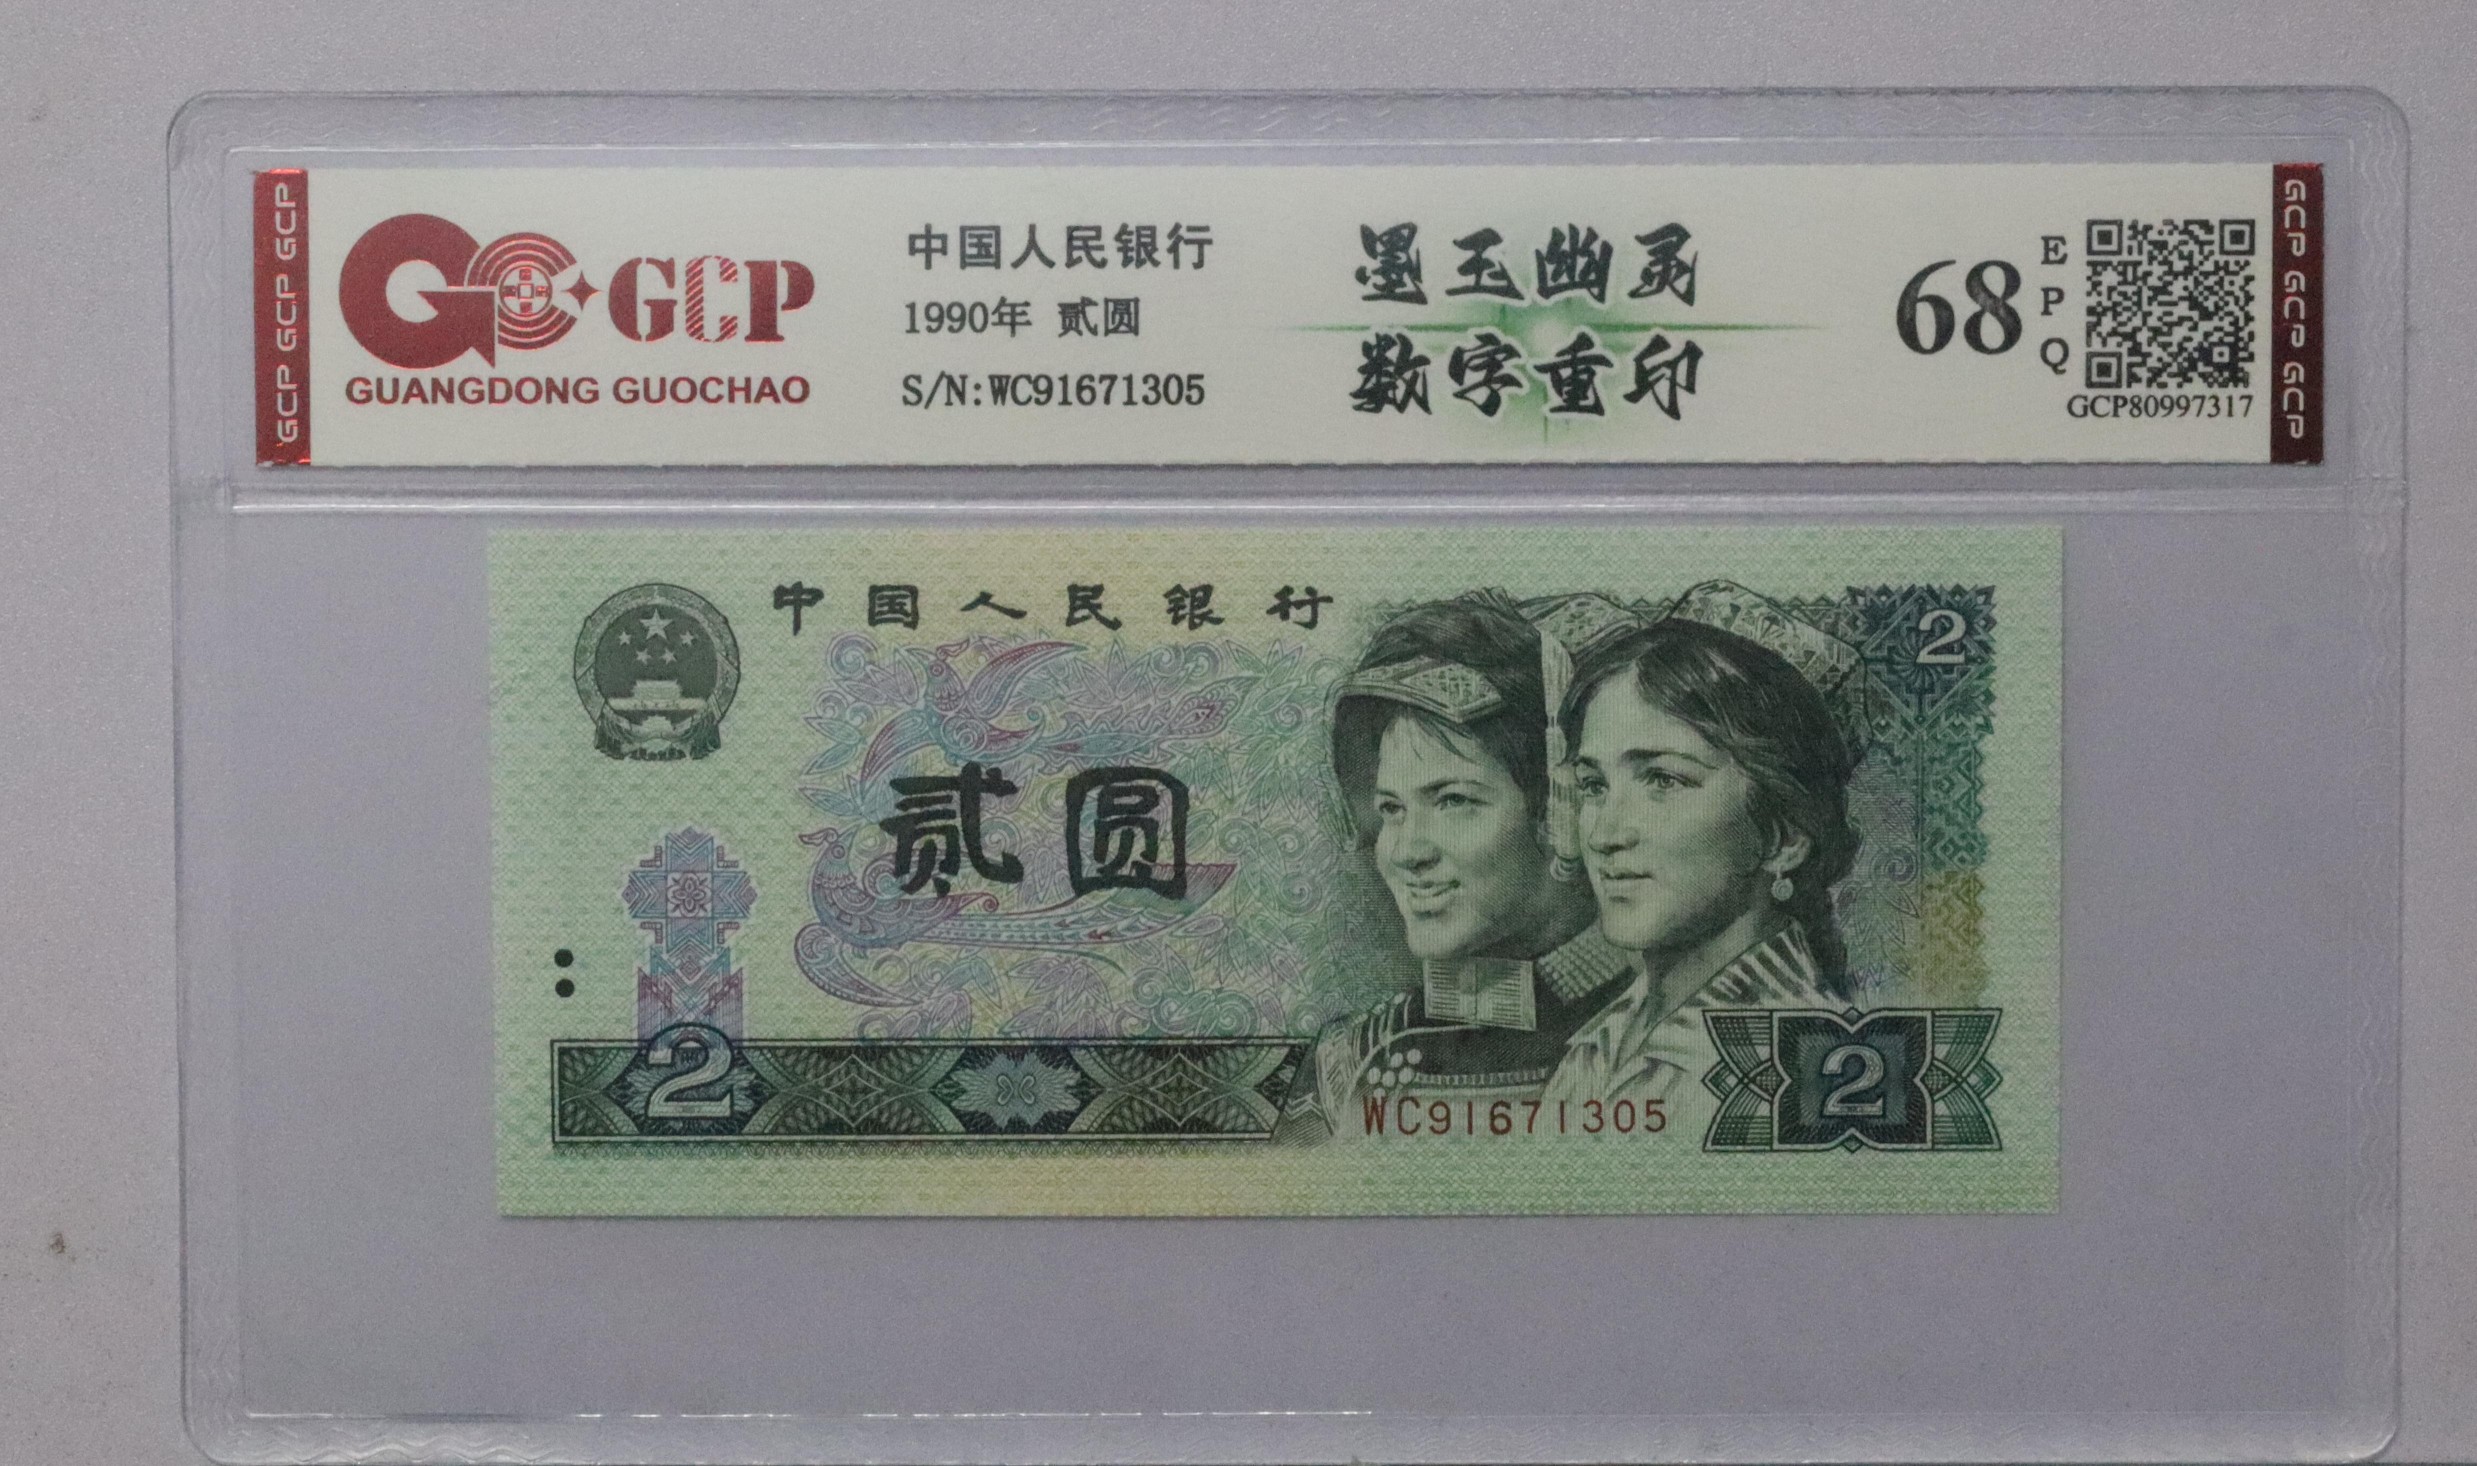 GCP GCP GCP
GCP
GUANGDONG GUOCHAO
中国人民银行
1990年 贰圆
S/N:WC91671305
墨玉幽灵
数字重印
68
EPQ
GCP80997317
GCP GCP GCP
中国人民银行
2
贰圆
2
WC91671305
2